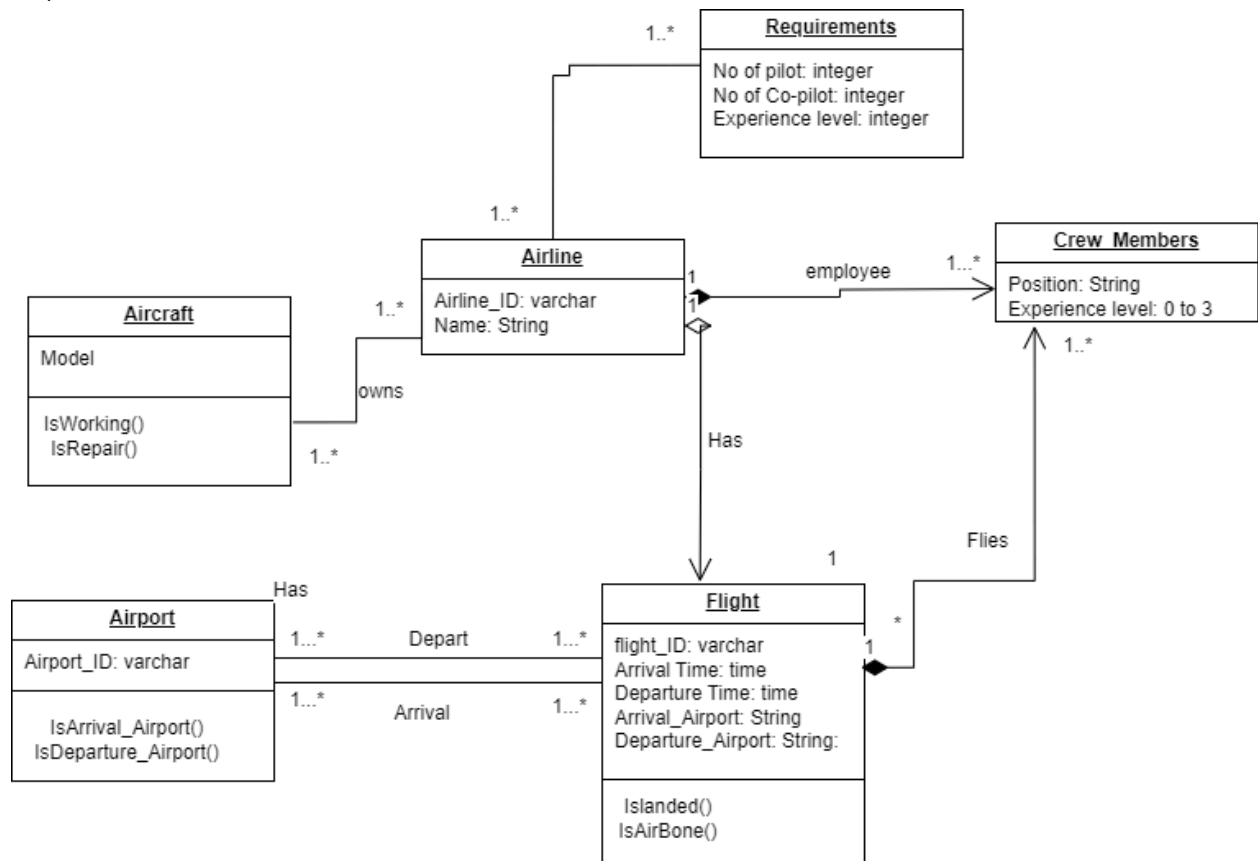 Requirements
1..*
No of pilot: integer
No of Co-pilot: integer
Experience level: integer
1..*
Airline
Airline_ID: varchar
Name: String
1
1
employee
1...*
Crew_Members
Position: String
Experience level: 0 to 3
1..*
1..*
Aircraft
Model
IsWorking()
IsRepair()
owns
1..*
Has
Flies
1
Has
Airport
Airport_ID: varchar
IsArrival_Airport()
IsDeparture_Airport()
1...*
Depart
1...*
1...*
Arrival
1...*
Flight
flight_ID: varchar
Arrival Time: time
Departure Time: time
Arrival_Airport: String
Departure_Airport: String:
Islanded()
IsAirBone()
1
*